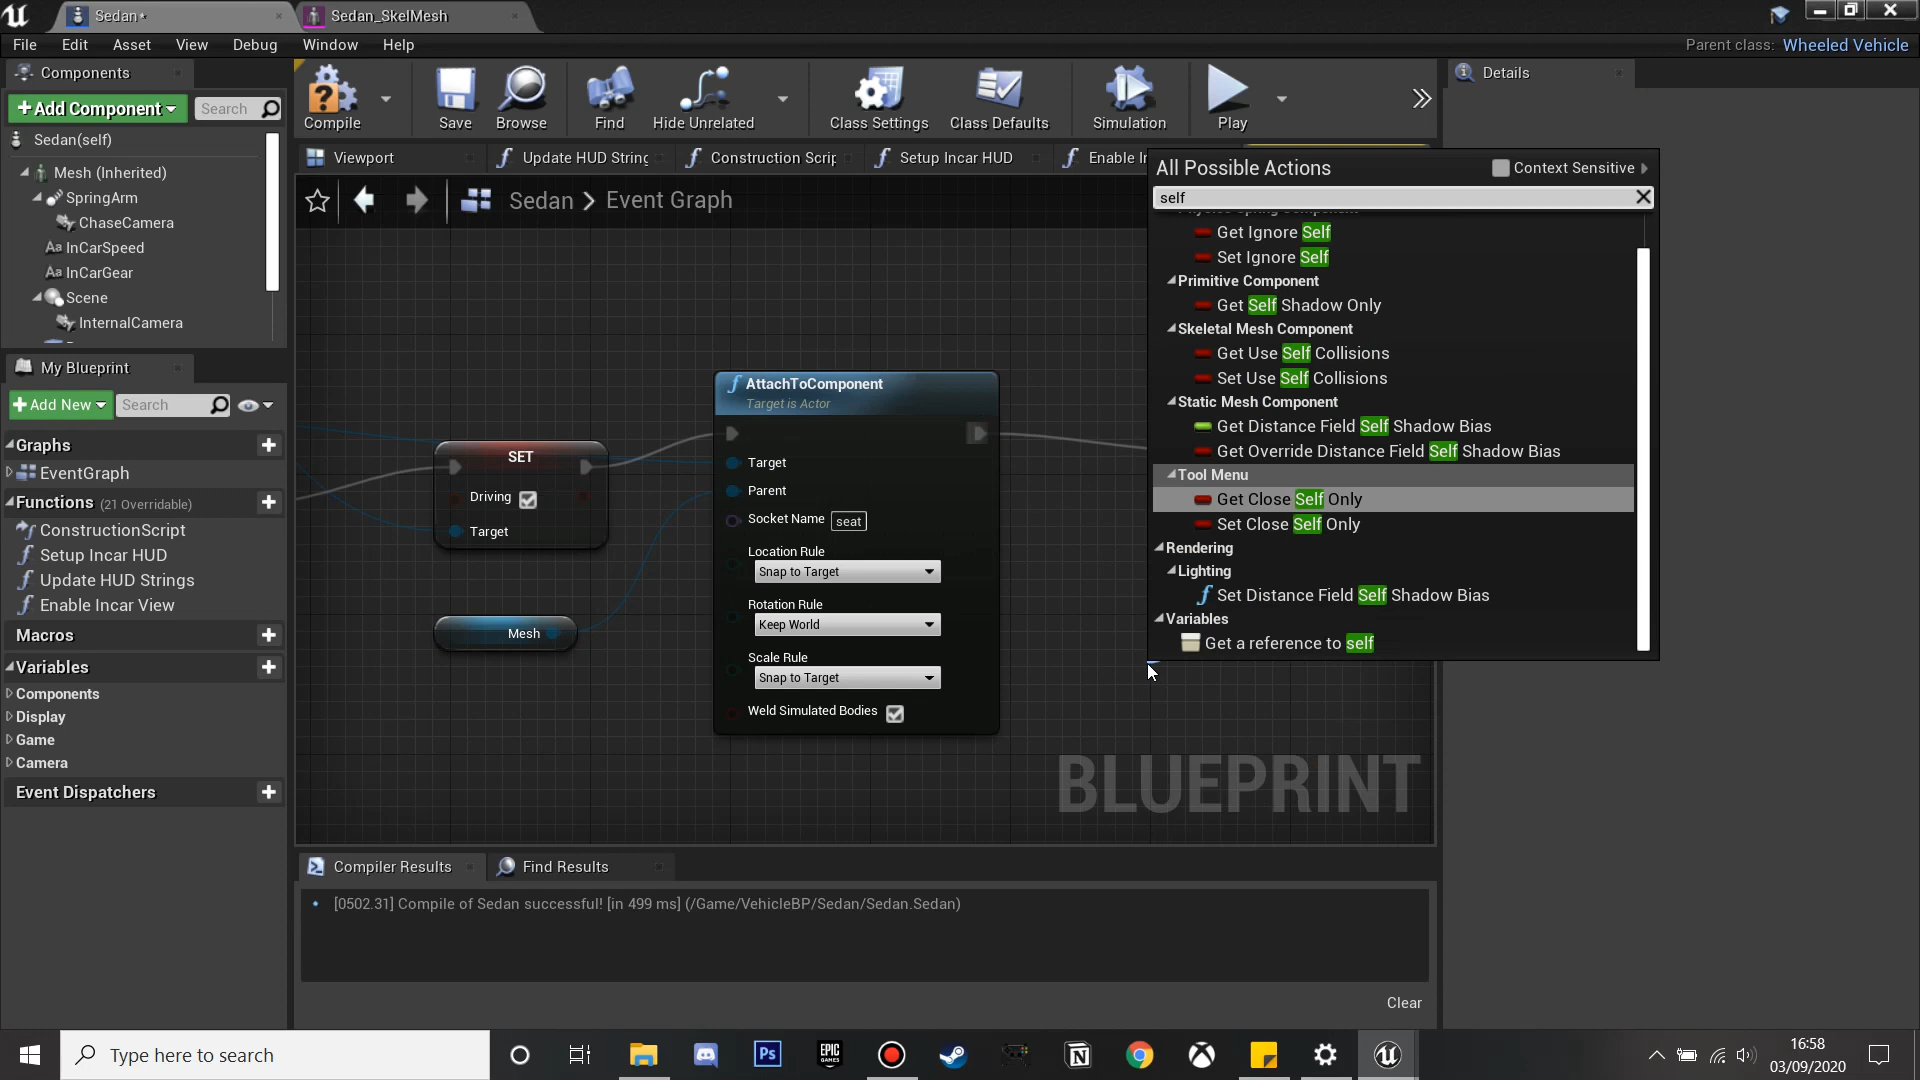 Sedan*
Sedan_SkelMesh
File
Edit
Asset
View
Debug
Window
Help
Parent class:
Wheeled Vehicle
Components
Add Component
Search
Sedan(self)
Mesh (Inherited)
SpringArm
ChaseCamera
Aa InCarSpeed
Aa InCarGear
Scene
InternalCamera
My Blueprint
Add New
Search
Graphs
EventGraph
Functions (21 Overridable)
ConstructionScript
Setup Incar HUD
Update HUD Strings
Enable Incar View
Macros
Variables
Components
Display
Game
Camera
Event Dispatchers
Compile
Save
Browse
Find
Hide Unrelated
Class Settings
Class Defaults
Simulation
Play
Details
Viewport
Update HUD String
Construction Scrip
Setup Incar HUD
Enable In
Sedan > Event Graph
SET
Driving
Target
Mesh
AttachToComponent
Target is Actor
Target
Parent
Socket Name
seat
Location Rule
Snap to Target
Rotation Rule
Keep World
Scale Rule
Snap to Target
Weld Simulated Bodies
BLUEPRINT
All Possible Actions
Context Sensitive
self
Get Ignore Self
Set Ignore Self
Primitive Component
Get Self Shadow Only
Skeletal Mesh Component
Get Use Self Collisions
Set Use Self Collisions
Static Mesh Component
Get Distance Field Self Shadow Bias
Get Override Distance Field Self Shadow Bias
Tool Menu
Get Close Self Only
Set Close Self Only
Rendering
Lighting
Set Distance Field Self Shadow Bias
Variables
Get a reference to self
Compiler Results
Find Results
[0502.31] Compile of Sedan successful! [in 499 ms] (/Game/VehicleBP/Sedan/Sedan.Sedan)
Clear
Type here to search
Ps
EPIC
GAMES
16:58
03/09/2020